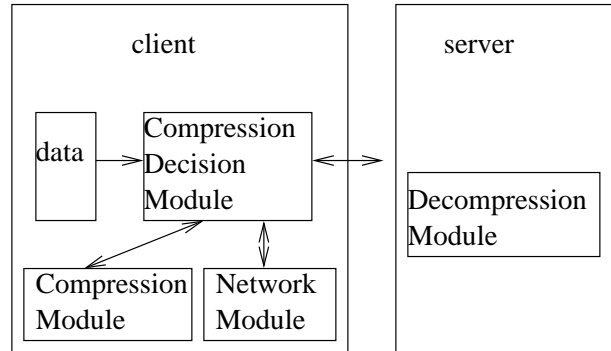 client
server
data
Compression
Decision
Module
Decompression
Module
Compression
Module
Network
Module